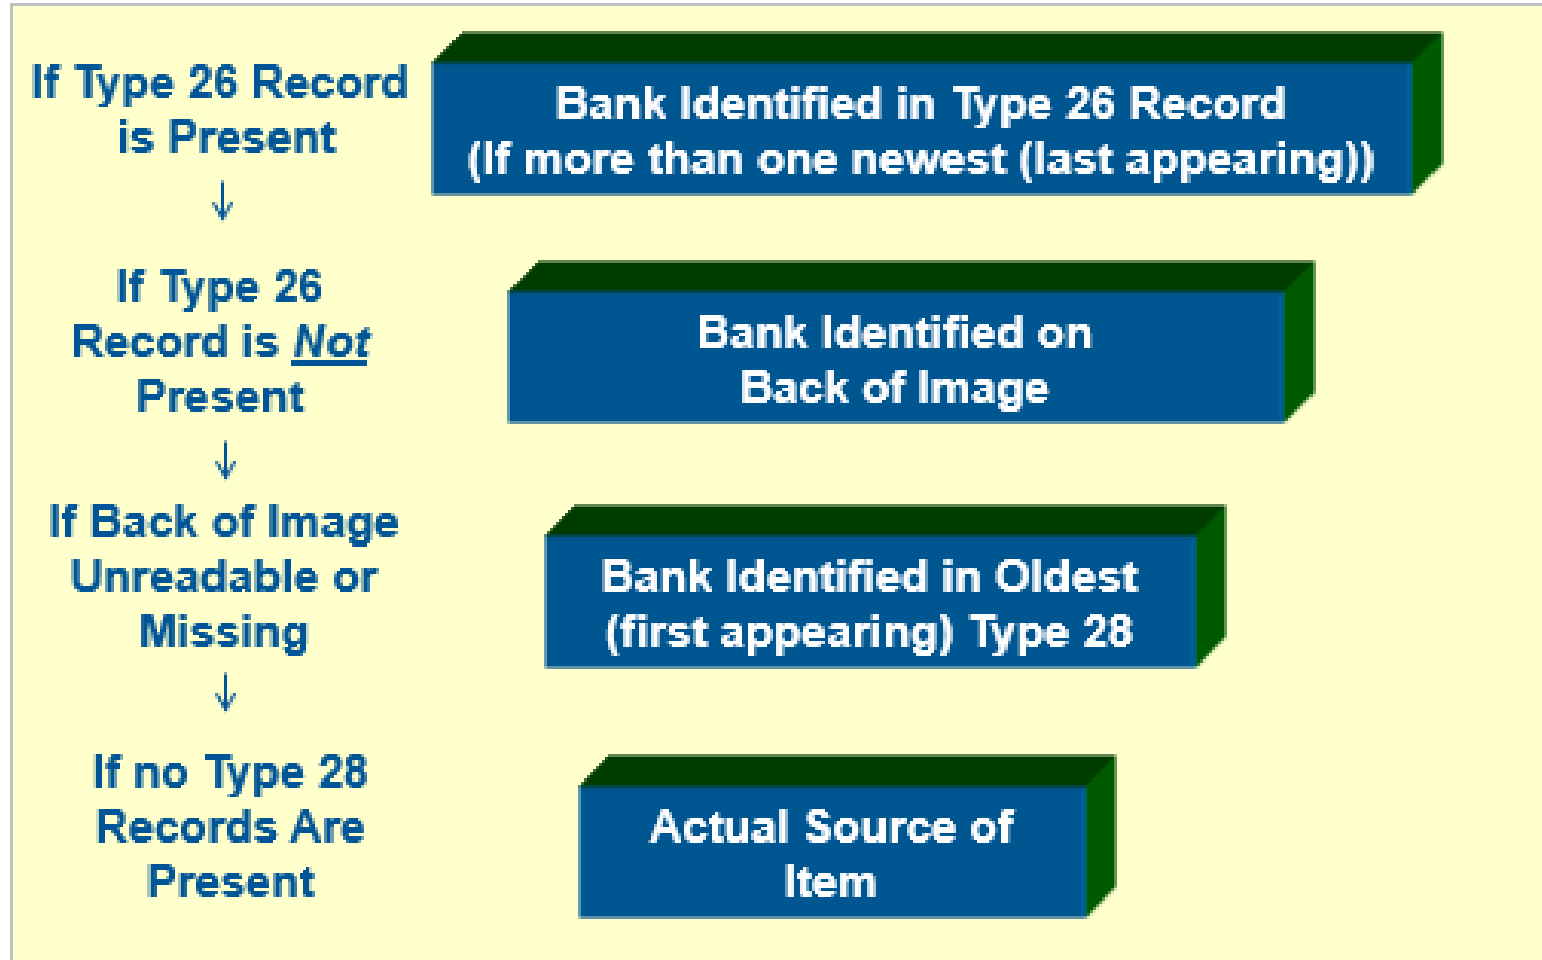 If Type 26 Record
is Present
Bank Identified in Type 26 Record
(If more than one newest (last appearing))
↓
If Type 26
Record is Not
Present
Bank Identified on
Back of Image
↓
If Back of Image
Unreadable or
Missing
Bank Identified in Oldest
(first appearing) Type 28
↓
If no Type 28
Records Are
Present
Actual Source of
Item